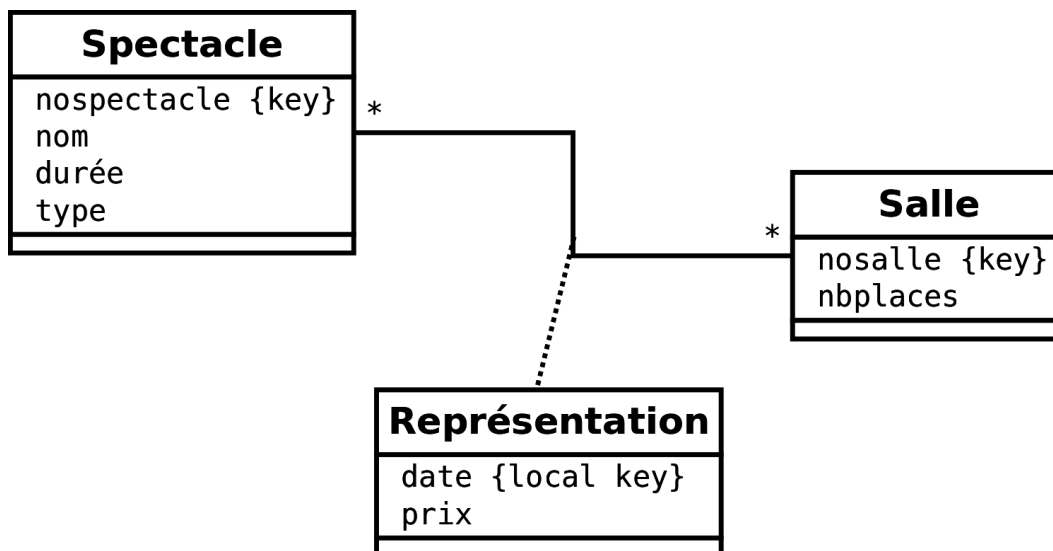 Spectacle
nospectacle {key}
nom
durée
type
*
*
Salle
nosalle {key}
nbplaces
Représentation
date {local key}
prix